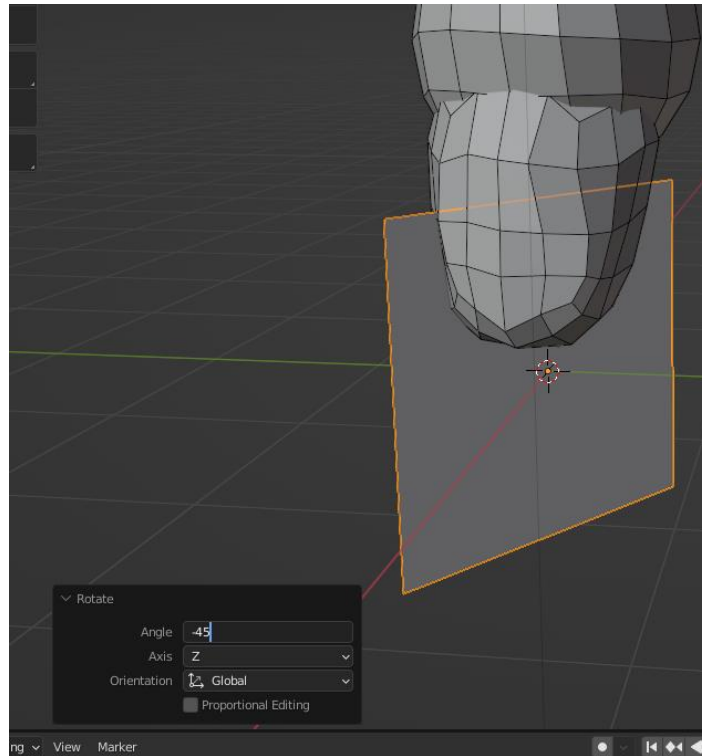 Rotate
Angle -45
Axis Z
Orientation Global
Proportional Editing
ng View Marker